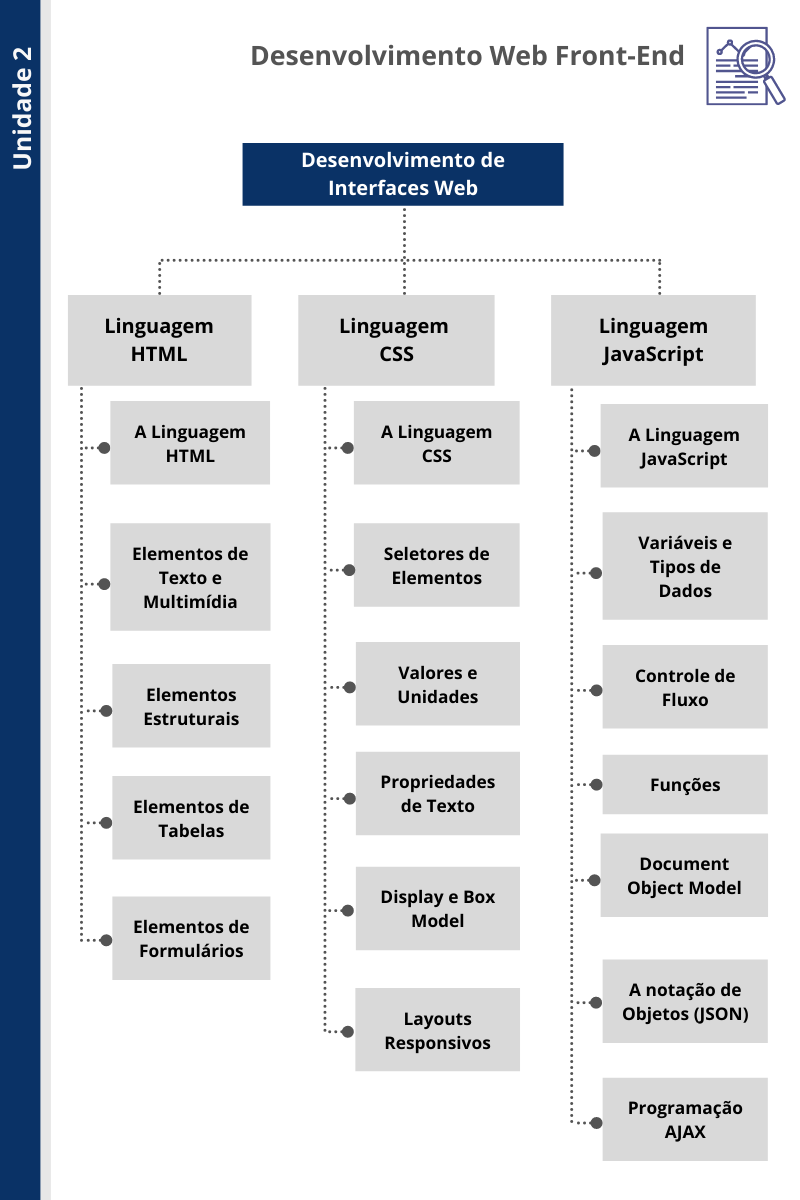 Unidade 2
Desenvolvimento Web Front-End
Desenvolvimento de
Interfaces Web
Linguagem
HTML
A Linguagem
HTML
Elementos de
Texto e
Multimídia
Elementos
Estruturais
Elementos de
Tabelas
Elementos de
Formulários
Linguagem
CSS
A Linguagem
CSS
Seletores de
Elementos
Valores e
Unidades
Propriedades
de Texto
Display e Box
Model
Layouts
Responsivos
Linguagem
JavaScript
A Linguagem
JavaScript
Variáveis e
Tipos de
Dados
Controle de
Fluxo
Funções
Document
Object Model
A notação de
Objetos (JSON)
Programação
AJAX